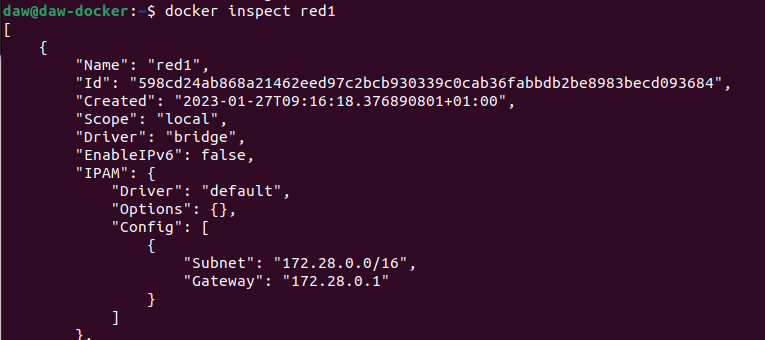 daw@daw-docker:~$ docker inspect red1
[
    {
        "Name": "red1",
        "Id": "598cd24ab868a21462eed97c2bcb930339c0cab36fabbdb2be8983becd093684",
        "Created": "2023-01-27T09:16:18.376890801+01:00",
        "Scope": "local",
        "Driver": "bridge",
        "EnableIPv6": false,
        "IPAM": {
            "Driver": "default",
            "Options": {},
            "Config": [
                {
                    "Subnet": "172.28.0.0/16",
                    "Gateway": "172.28.0.1"
                }
            ]
        },